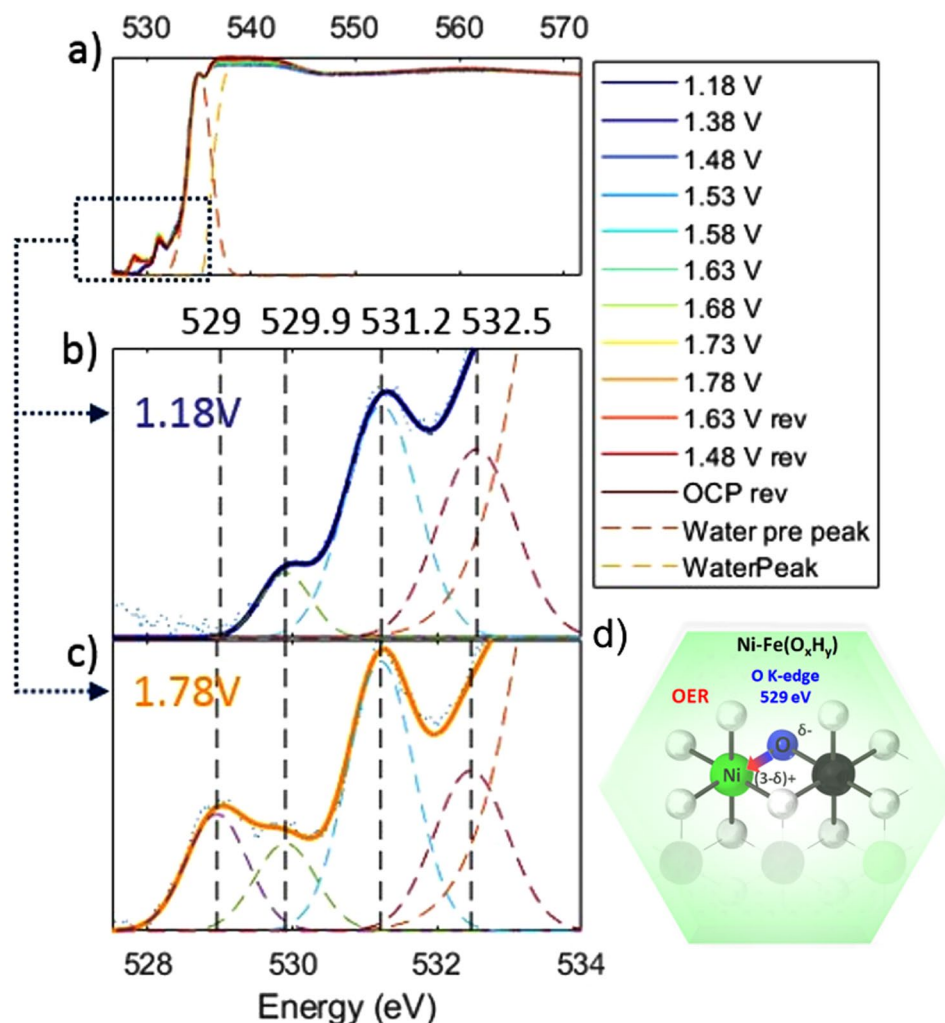 530 540 550 560 570
a)
1.18 V
1.38 V
1.48 V
1.53 V
1.58 V
1.63 V
1.68 V
1.73 V
1.78 V
1.63 V rev
1.48 V rev
OCP rev
Water pre peak
WaterPeak
529 529.9 531.2 532.5
b)
1.18V
c)
1.78V
528 530 532 534
Energy (eV)
d)
Ni-Fe(OₓHᵧ)
O K-edge
529 eV
OER
O δ-
Ni (3-δ)+